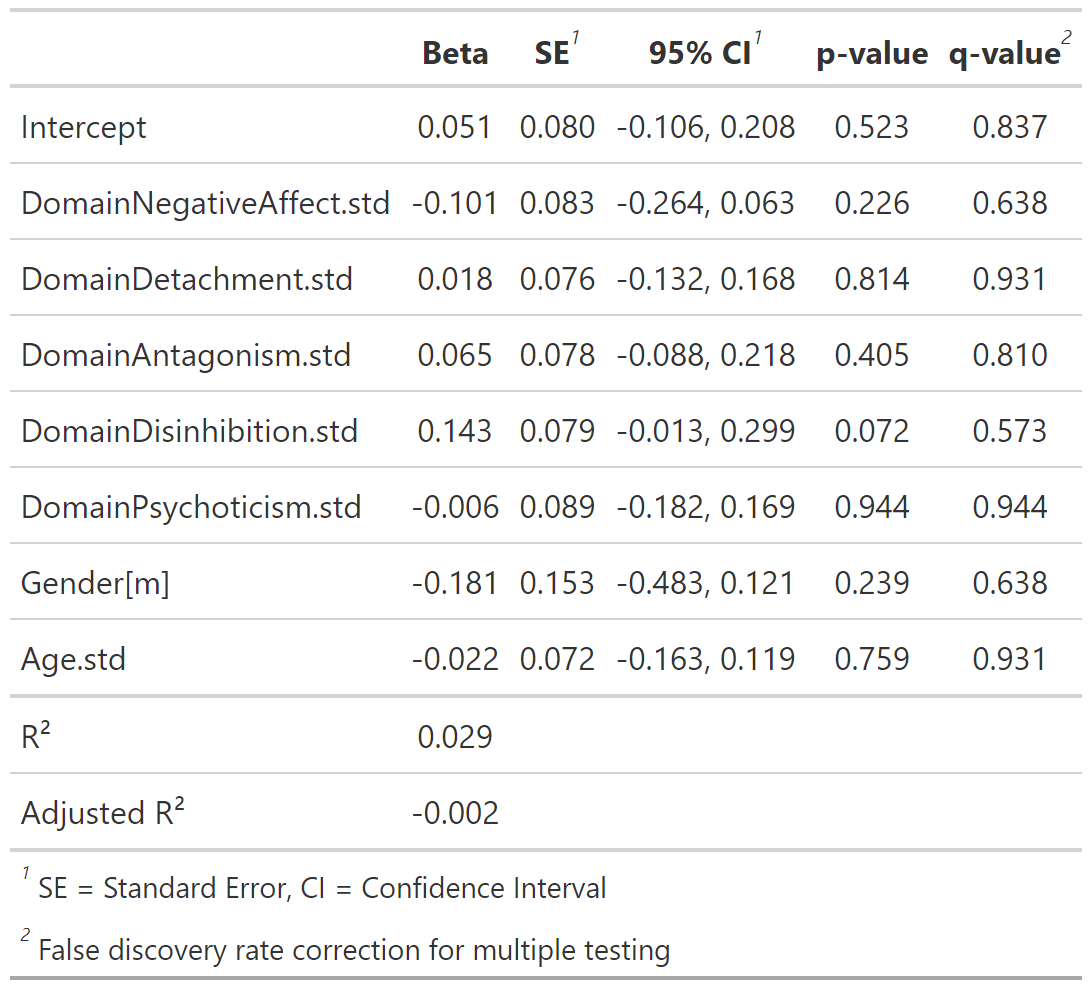 Beta SE1 95% CI1 p-value q-value2
Intercept 0.051 0.080 -0.106, 0.208 0.523 0.837
DomainNegativeAffect.std -0.101 0.083 -0.264, 0.063 0.226 0.638
DomainDetachment.std 0.018 0.076 -0.132, 0.168 0.814 0.931
DomainAntagonism.std 0.065 0.078 -0.088, 0.218 0.405 0.810
DomainDisinhibition.std 0.143 0.079 -0.013, 0.299 0.072 0.573
DomainPsychoticism.std -0.006 0.089 -0.182, 0.169 0.944 0.944
Gender[m] -0.181 0.153 -0.483, 0.121 0.239 0.638
Age.std -0.022 0.072 -0.163, 0.119 0.759 0.931
R² 0.029
Adjusted R² -0.002
1 SE = Standard Error, CI = Confidence Interval
2 False discovery rate correction for multiple testing